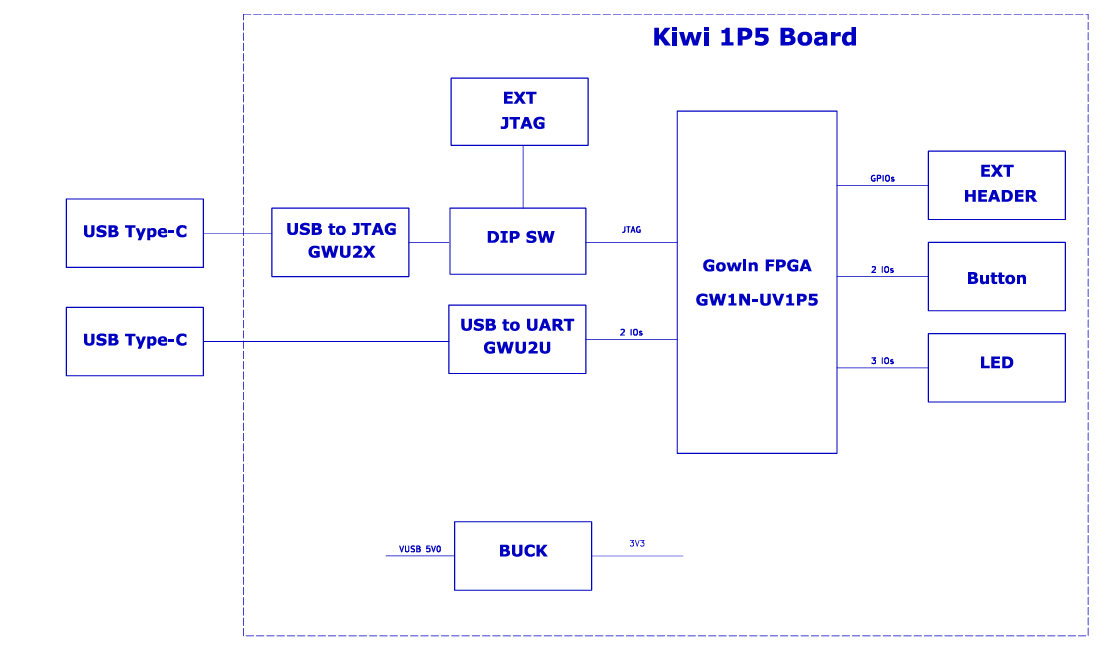 Kiwi 1P5 Board
EXT
JTAG
GPIOs
EXT
HEADER
USB Type-C
USB to JTAG
GWU2X
DIP SW
JTAG
GowIn FPGA
GW1N-UV1P5
2 IOs
Button
USB Type-C
USB to UART
GWU2U
2 IOs
3 IOs
LED
VUSB 5V0
BUCK
3V3